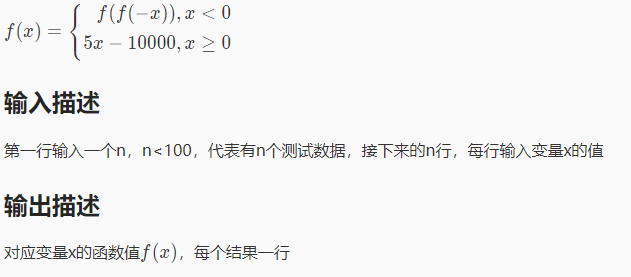 f(x) = { f(f(−x)), x < 0
5x − 10000, x ≥ 0
输入描述
第一行输入一个n，n<100，代表有n个测试数据，接下来的n行，每行输入变量x的值
输出描述
对应变量x的函数值f(x)，每个结果一行